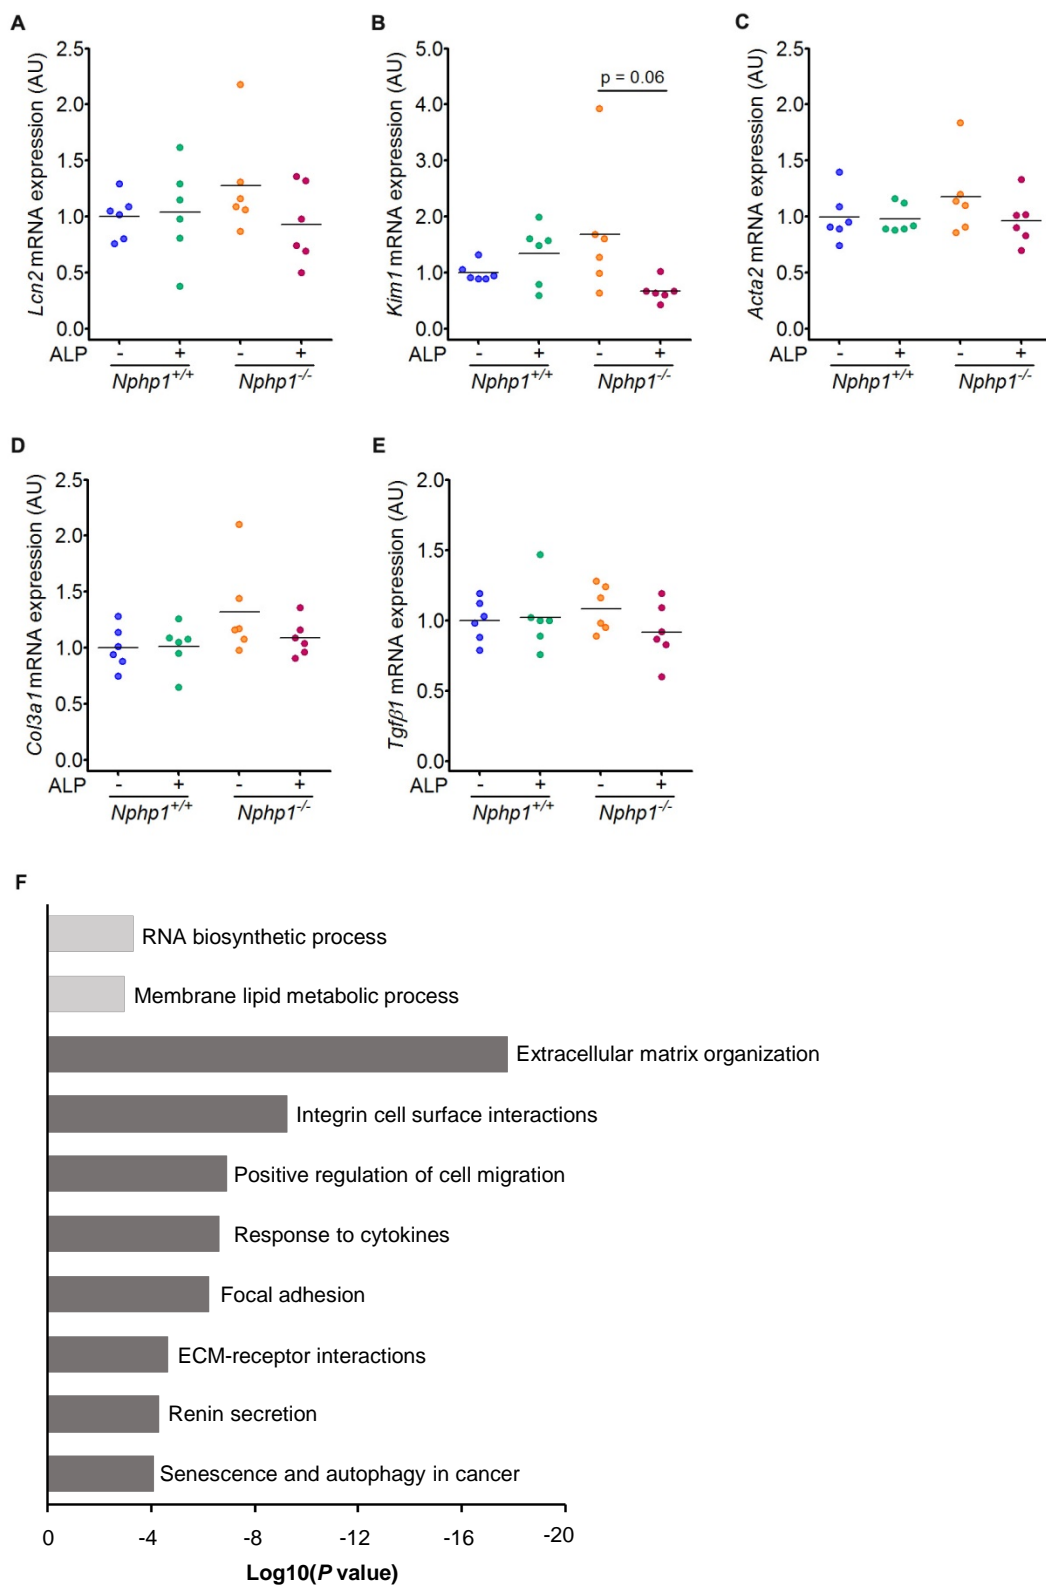 A
Lcn2 mRNA expression (AU)
2.5
2.0
1.5
1.0
0.5
0.0
ALP - + - +
Nphp1+/+ Nphp1-/-
B
Kim1 mRNA expression (AU)
5.0
4.0
3.0
2.0
1.0
0.0
p = 0.06
ALP - + - +
Nphp1+/+ Nphp1-/-
C
Acta2 mRNA expression (AU)
2.5
2.0
1.5
1.0
0.5
0.0
ALP - + - +
Nphp1+/+ Nphp1-/-
D
Col3a1 mRNA expression (AU)
2.5
2.0
1.5
1.0
0.5
0.0
ALP - + - +
Nphp1+/+ Nphp1-/-
E
Tgfβ1 mRNA expression (AU)
2.0
1.5
1.0
0.5
0.0
ALP - + - +
Nphp1+/+ Nphp1-/-
F
RNA biosynthetic process
Membrane lipid metabolic process
Extracellular matrix organization
Integrin cell surface interactions
Positive regulation of cell migration
Response to cytokines
Focal adhesion
ECM-receptor interactions
Renin secretion
Senescence and autophagy in cancer
0 -4 -8 -12 -16 -20
Log10(P value)